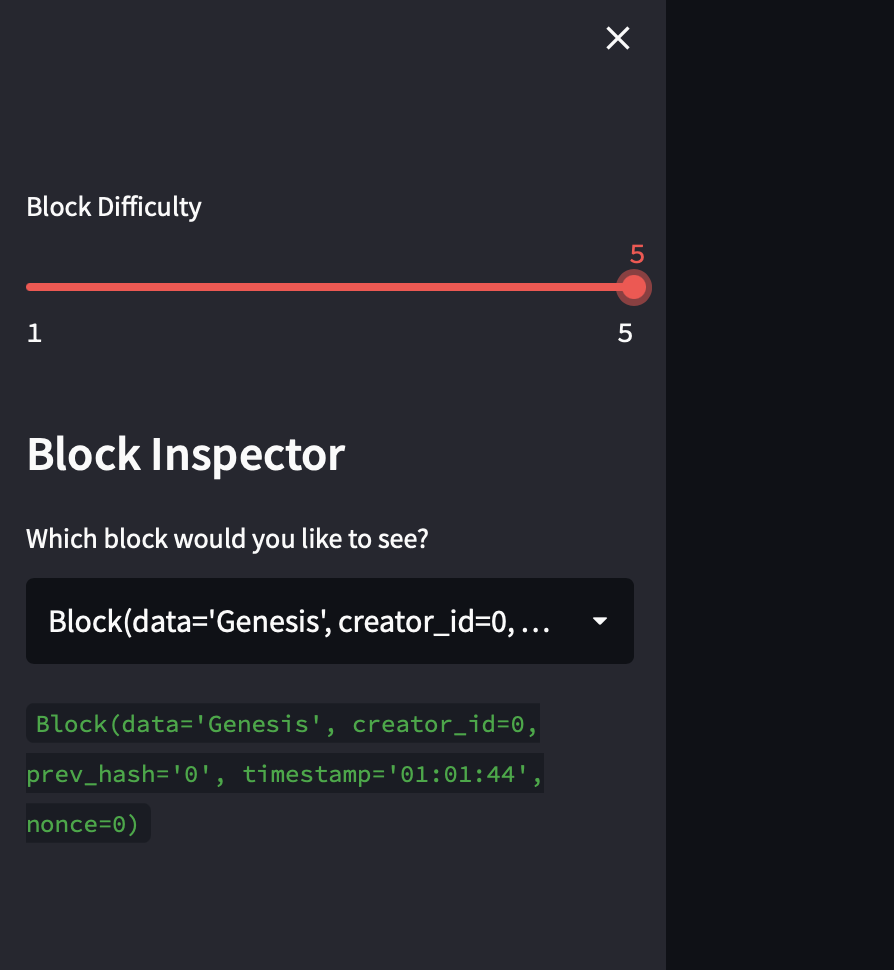 Block Difficulty
5
1 5
Block Inspector
Which block would you like to see?
Block(data='Genesis', creator_id=0, ...
Block(data='Genesis', creator_id=0,
prev_hash='0', timestamp='01:01:44',
nonce=0)